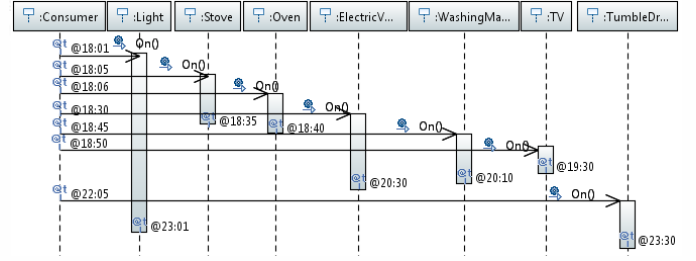 :Consumer :Light :Stove :Oven :ElectricV... :WashingMa... :TV :TumbleDr...
@18:01 On()
@18:05 On()
@18:06 On()
@18:30 On()
@18:35
@18:40
@18:45 On()
@18:50 On()
@19:30
@20:30 @20:10
@22:05 On()
@23:01
@23:30